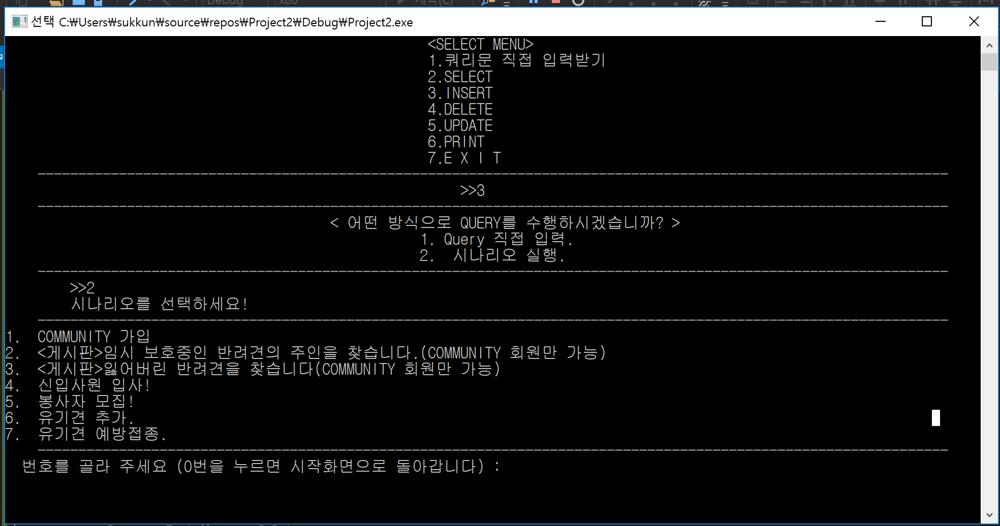 Debug x86
선택 C:₩Users₩sukkun₩source₩repos₩Project2₩Debug₩Project2.exe
<SELECT MENU>
1.쿼리문 직접 입력받기
2.SELECT
3.INSERT
4.DELETE
5.UPDATE
6.PRINT
7.E X I T
>>3
< 어떤 방식으로 QUERY를 수행하시겠습니까? >
1. Query 직접 입력.
2.  시나리오 실행.
>>2
시나리오를 선택하세요!
1.  COMMUNITY 가입
2.  <게시판>임시 보호중인 반려견의 주인을 찾습니다.(COMMUNITY 회원만 가능)
3.  <게시판>잃어버린 반려견을 찾습니다(COMMUNITY 회원만 가능)
4.  신입사원 입사!
5.  봉사자 모집!
6.  유기견 추가.
7.  유기견 예방접종.
번호를 골라 주세요 (0번을 누르면 시작화면으로 돌아갑니다) :